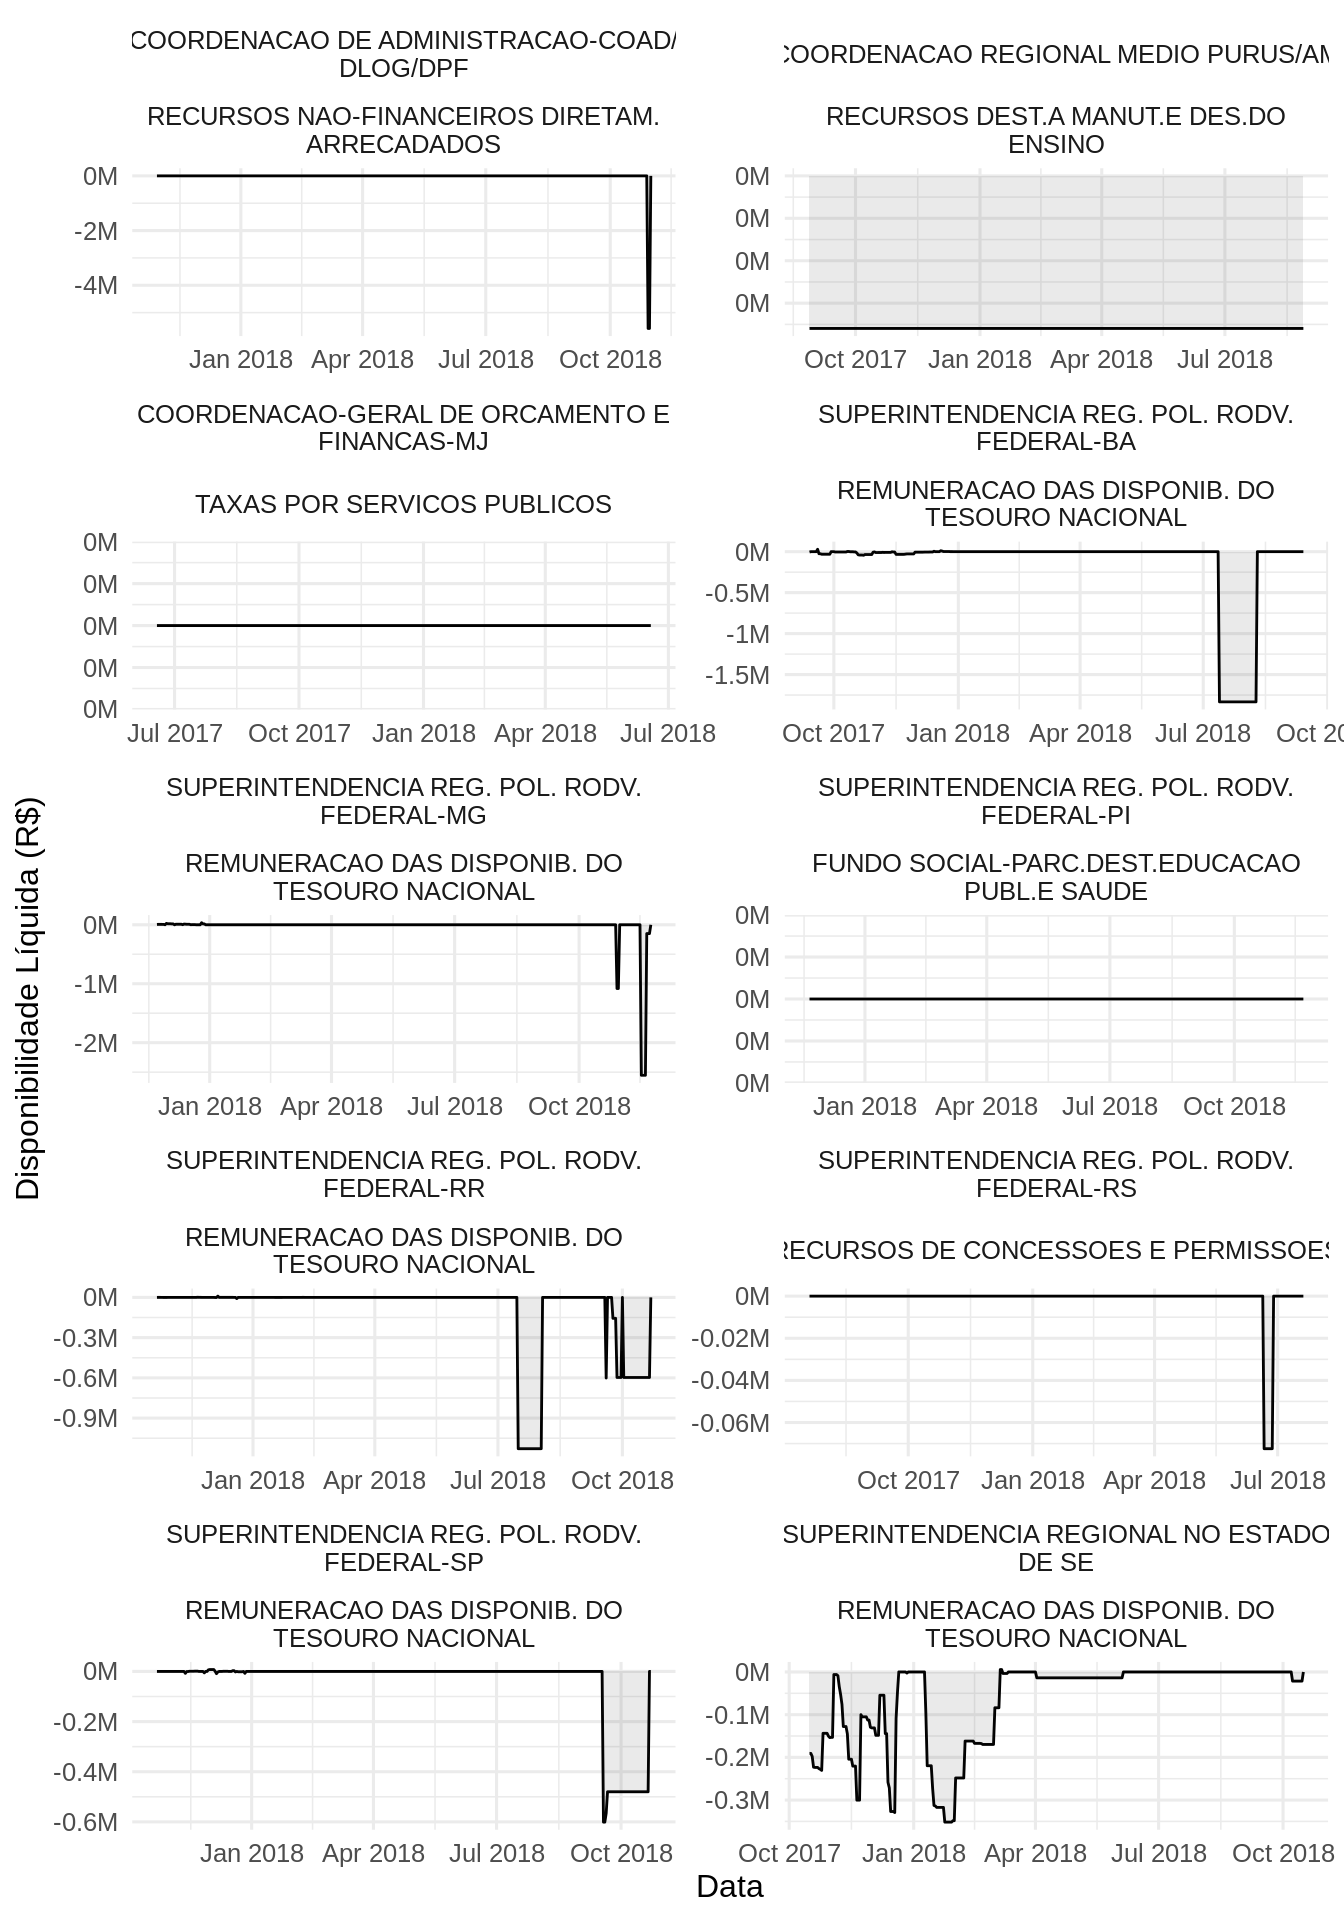 COORDENACAO DE ADMINISTRACAO-COAD/
DLOG/DPF
RECURSOS NAO-FINANCEIROS DIRETAM.
ARRECADADOS
0M
-2M
-4M
Jan 2018 Apr 2018 Jul 2018 Oct 2018
COORDENACAO REGIONAL MEDIO PURUS/AM
RECURSOS DEST.A MANUT.E DES.DO
ENSINO
0M
0M
0M
0M
Oct 2017 Jan 2018 Apr 2018 Jul 2018
COORDENACAO-GERAL DE ORCAMENTO E
FINANCAS-MJ
TAXAS POR SERVICOS PUBLICOS
0M
0M
0M
0M
0M
Jul 2017 Oct 2017 Jan 2018 Apr 2018 Jul 2018
SUPERINTENDENCIA REG. POL. RODV.
FEDERAL-BA
REMUNERACAO DAS DISPONIB. DO
TESOURO NACIONAL
0M
-0.5M
-1M
-1.5M
Oct 2017 Jan 2018 Apr 2018 Jul 2018 Oct 20
Disponibilidade Líquida (R$)
SUPERINTENDENCIA REG. POL. RODV.
FEDERAL-MG
REMUNERACAO DAS DISPONIB. DO
TESOURO NACIONAL
0M
-1M
-2M
Jan 2018 Apr 2018 Jul 2018 Oct 2018
SUPERINTENDENCIA REG. POL. RODV.
FEDERAL-PI
FUNDO SOCIAL-PARC.DEST.EDUCACAO
PUBL.E SAUDE
0M
0M
0M
0M
0M
Jan 2018 Apr 2018 Jul 2018 Oct 2018
SUPERINTENDENCIA REG. POL. RODV.
FEDERAL-RR
REMUNERACAO DAS DISPONIB. DO
TESOURO NACIONAL
0M
-0.3M
-0.6M
-0.9M
Jan 2018 Apr 2018 Jul 2018 Oct 2018
SUPERINTENDENCIA REG. POL. RODV.
FEDERAL-RS
RECURSOS DE CONCESSOES E PERMISSOES
0M
-0.02M
-0.04M
-0.06M
Oct 2017 Jan 2018 Apr 2018 Jul 2018
SUPERINTENDENCIA REG. POL. RODV.
FEDERAL-SP
REMUNERACAO DAS DISPONIB. DO
TESOURO NACIONAL
0M
-0.2M
-0.4M
-0.6M
Jan 2018 Apr 2018 Jul 2018 Oct 2018
SUPERINTENDENCIA REGIONAL NO ESTADO
DE SE
REMUNERACAO DAS DISPONIB. DO
TESOURO NACIONAL
0M
-0.1M
-0.2M
-0.3M
Oct 2017 Jan 2018 Apr 2018 Jul 2018 Oct 2018
Data